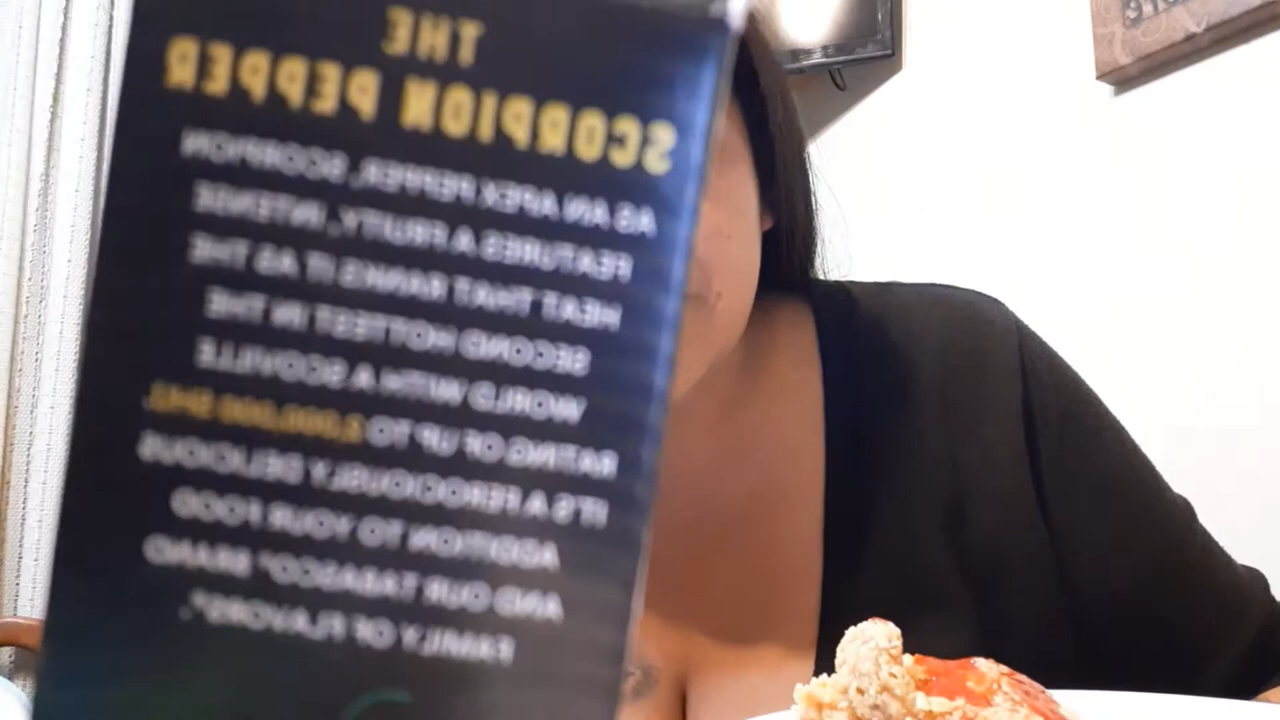 THE
SCORPION PEPPER
AS AN APEX PEPPER, SCORPION
FEATURES A FRUITY, INTENSE
HEAT THAT RANKS IT AS THE
SECOND HOTTEST IN THE
WORLD WITH A SCOVILLE
RATING OF UP TO 2,000,000 SHU.
IT'S A FEROCIOUSLY DELICIOUS
ADDITION TO YOUR FOOD
AND OUR TABASCO® BRAND
FAMILY OF FLAVORS®.